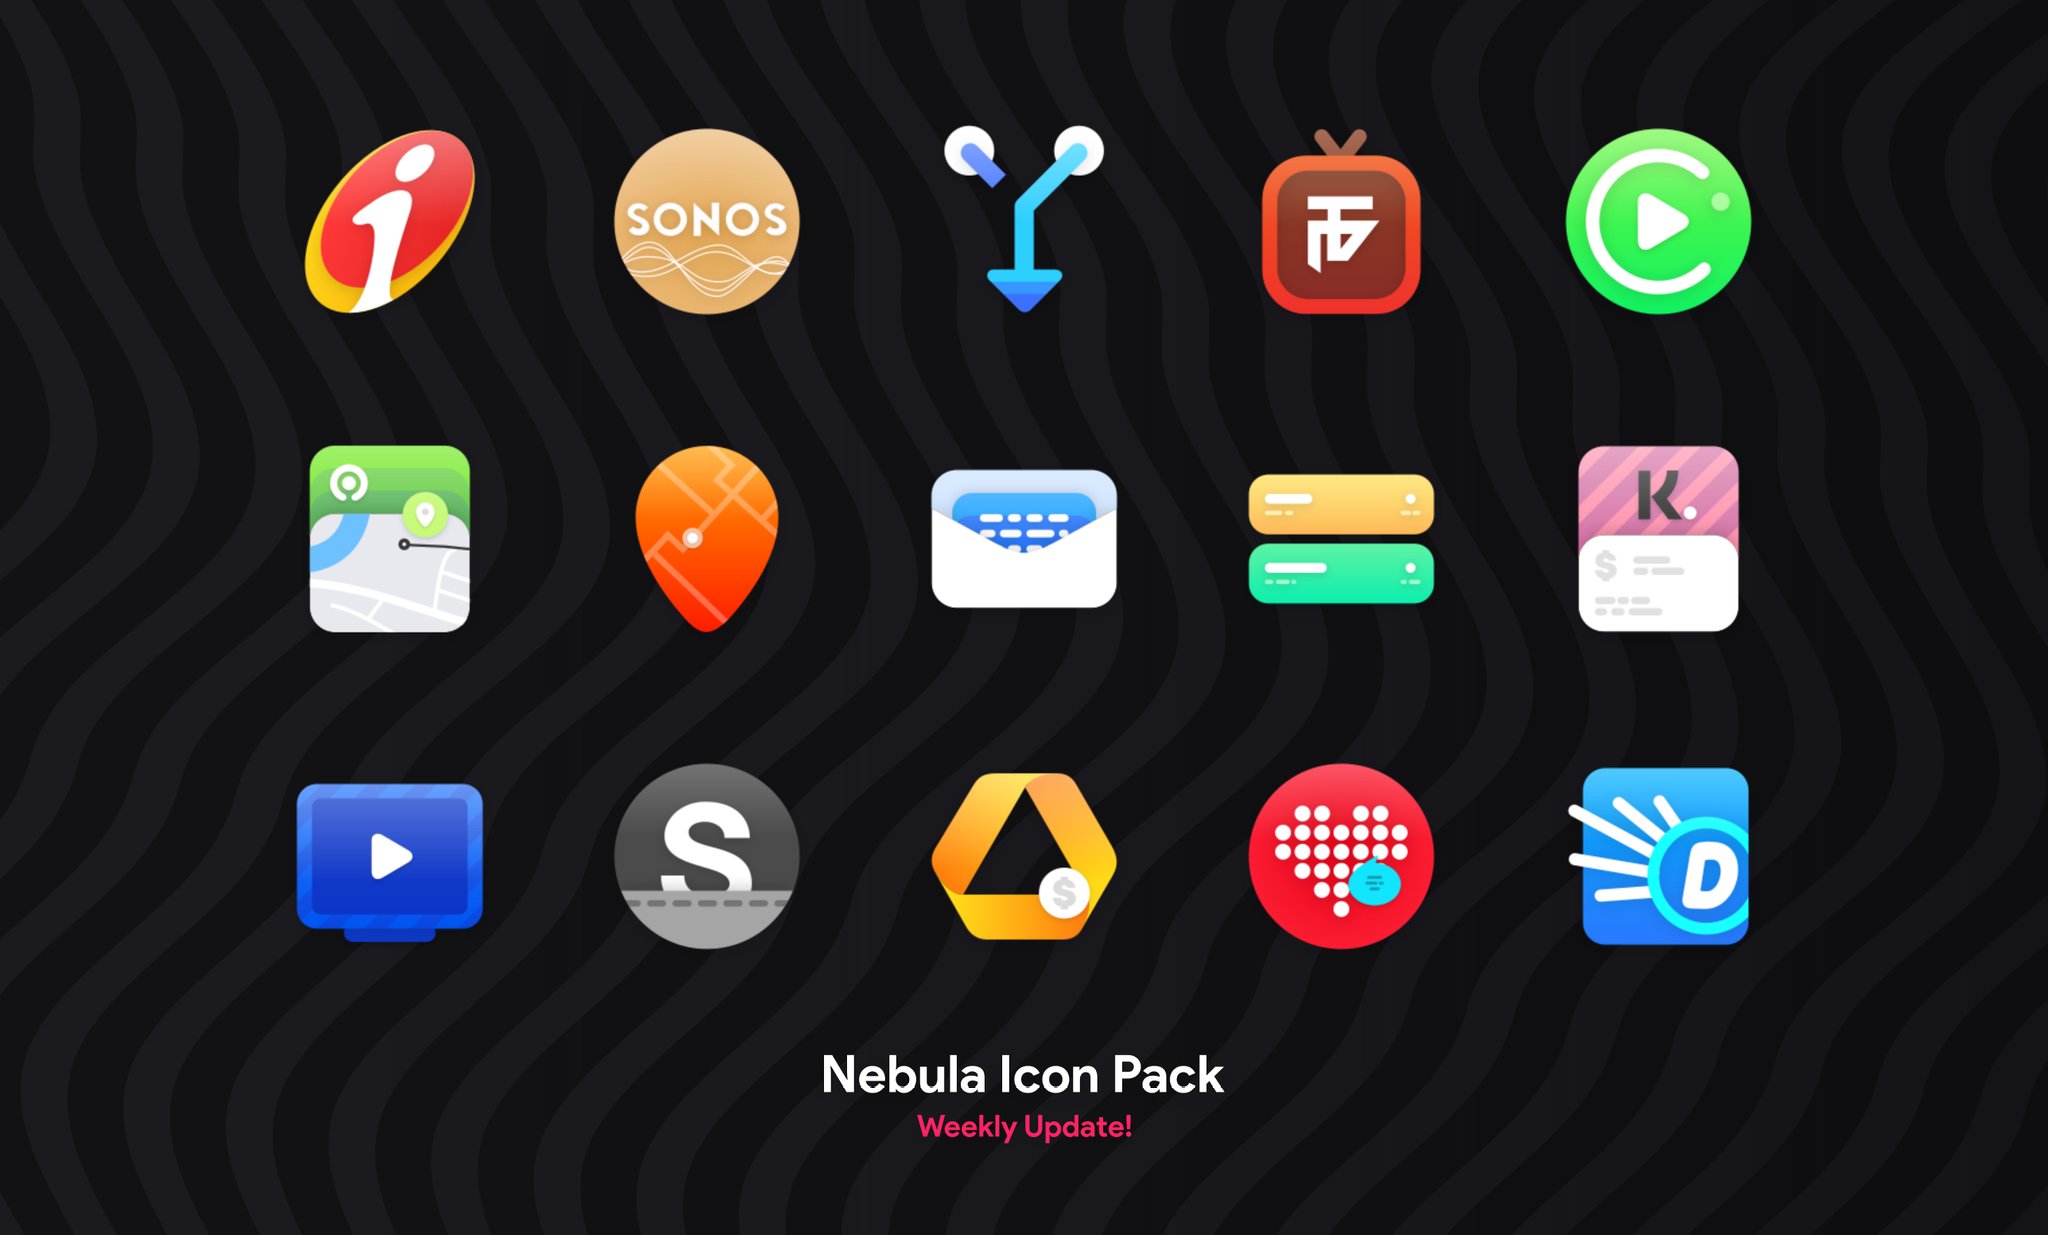 i
SONOS
K.
$
S
$
D
Nebula Icon Pack
Weekly Update!